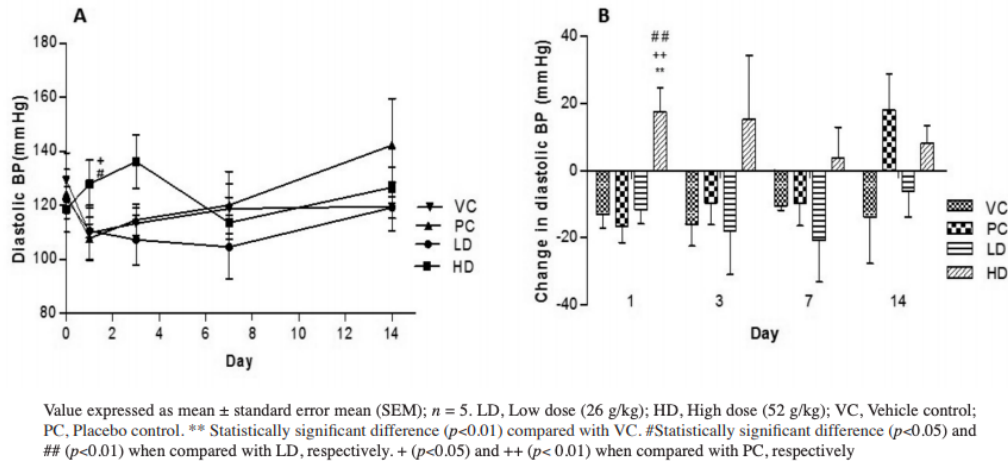 A
Diastolic BP(mmHg)
180
160
140
120
100
80
+
#
0
2
4
6
8
10
12
14
Day
VC
PC
LD
HD
B
Change in diastolic BP (mmHg)
40
20
0
-20
-40
##
++
**
1
3
7
14
Day
VC
PC
LD
HD
Value expressed as mean ± standard error mean (SEM); n = 5. LD, Low dose (26 g/kg); HD, High dose (52 g/kg); VC, Vehicle control;
PC, Placebo control. ** Statistically significant difference (p<0.01) compared with VC. #Statistically significant difference (p<0.05) and
## (p<0.01) when compared with LD, respectively. + (p<0.05) and ++ (p< 0.01) when compared with PC, respectively